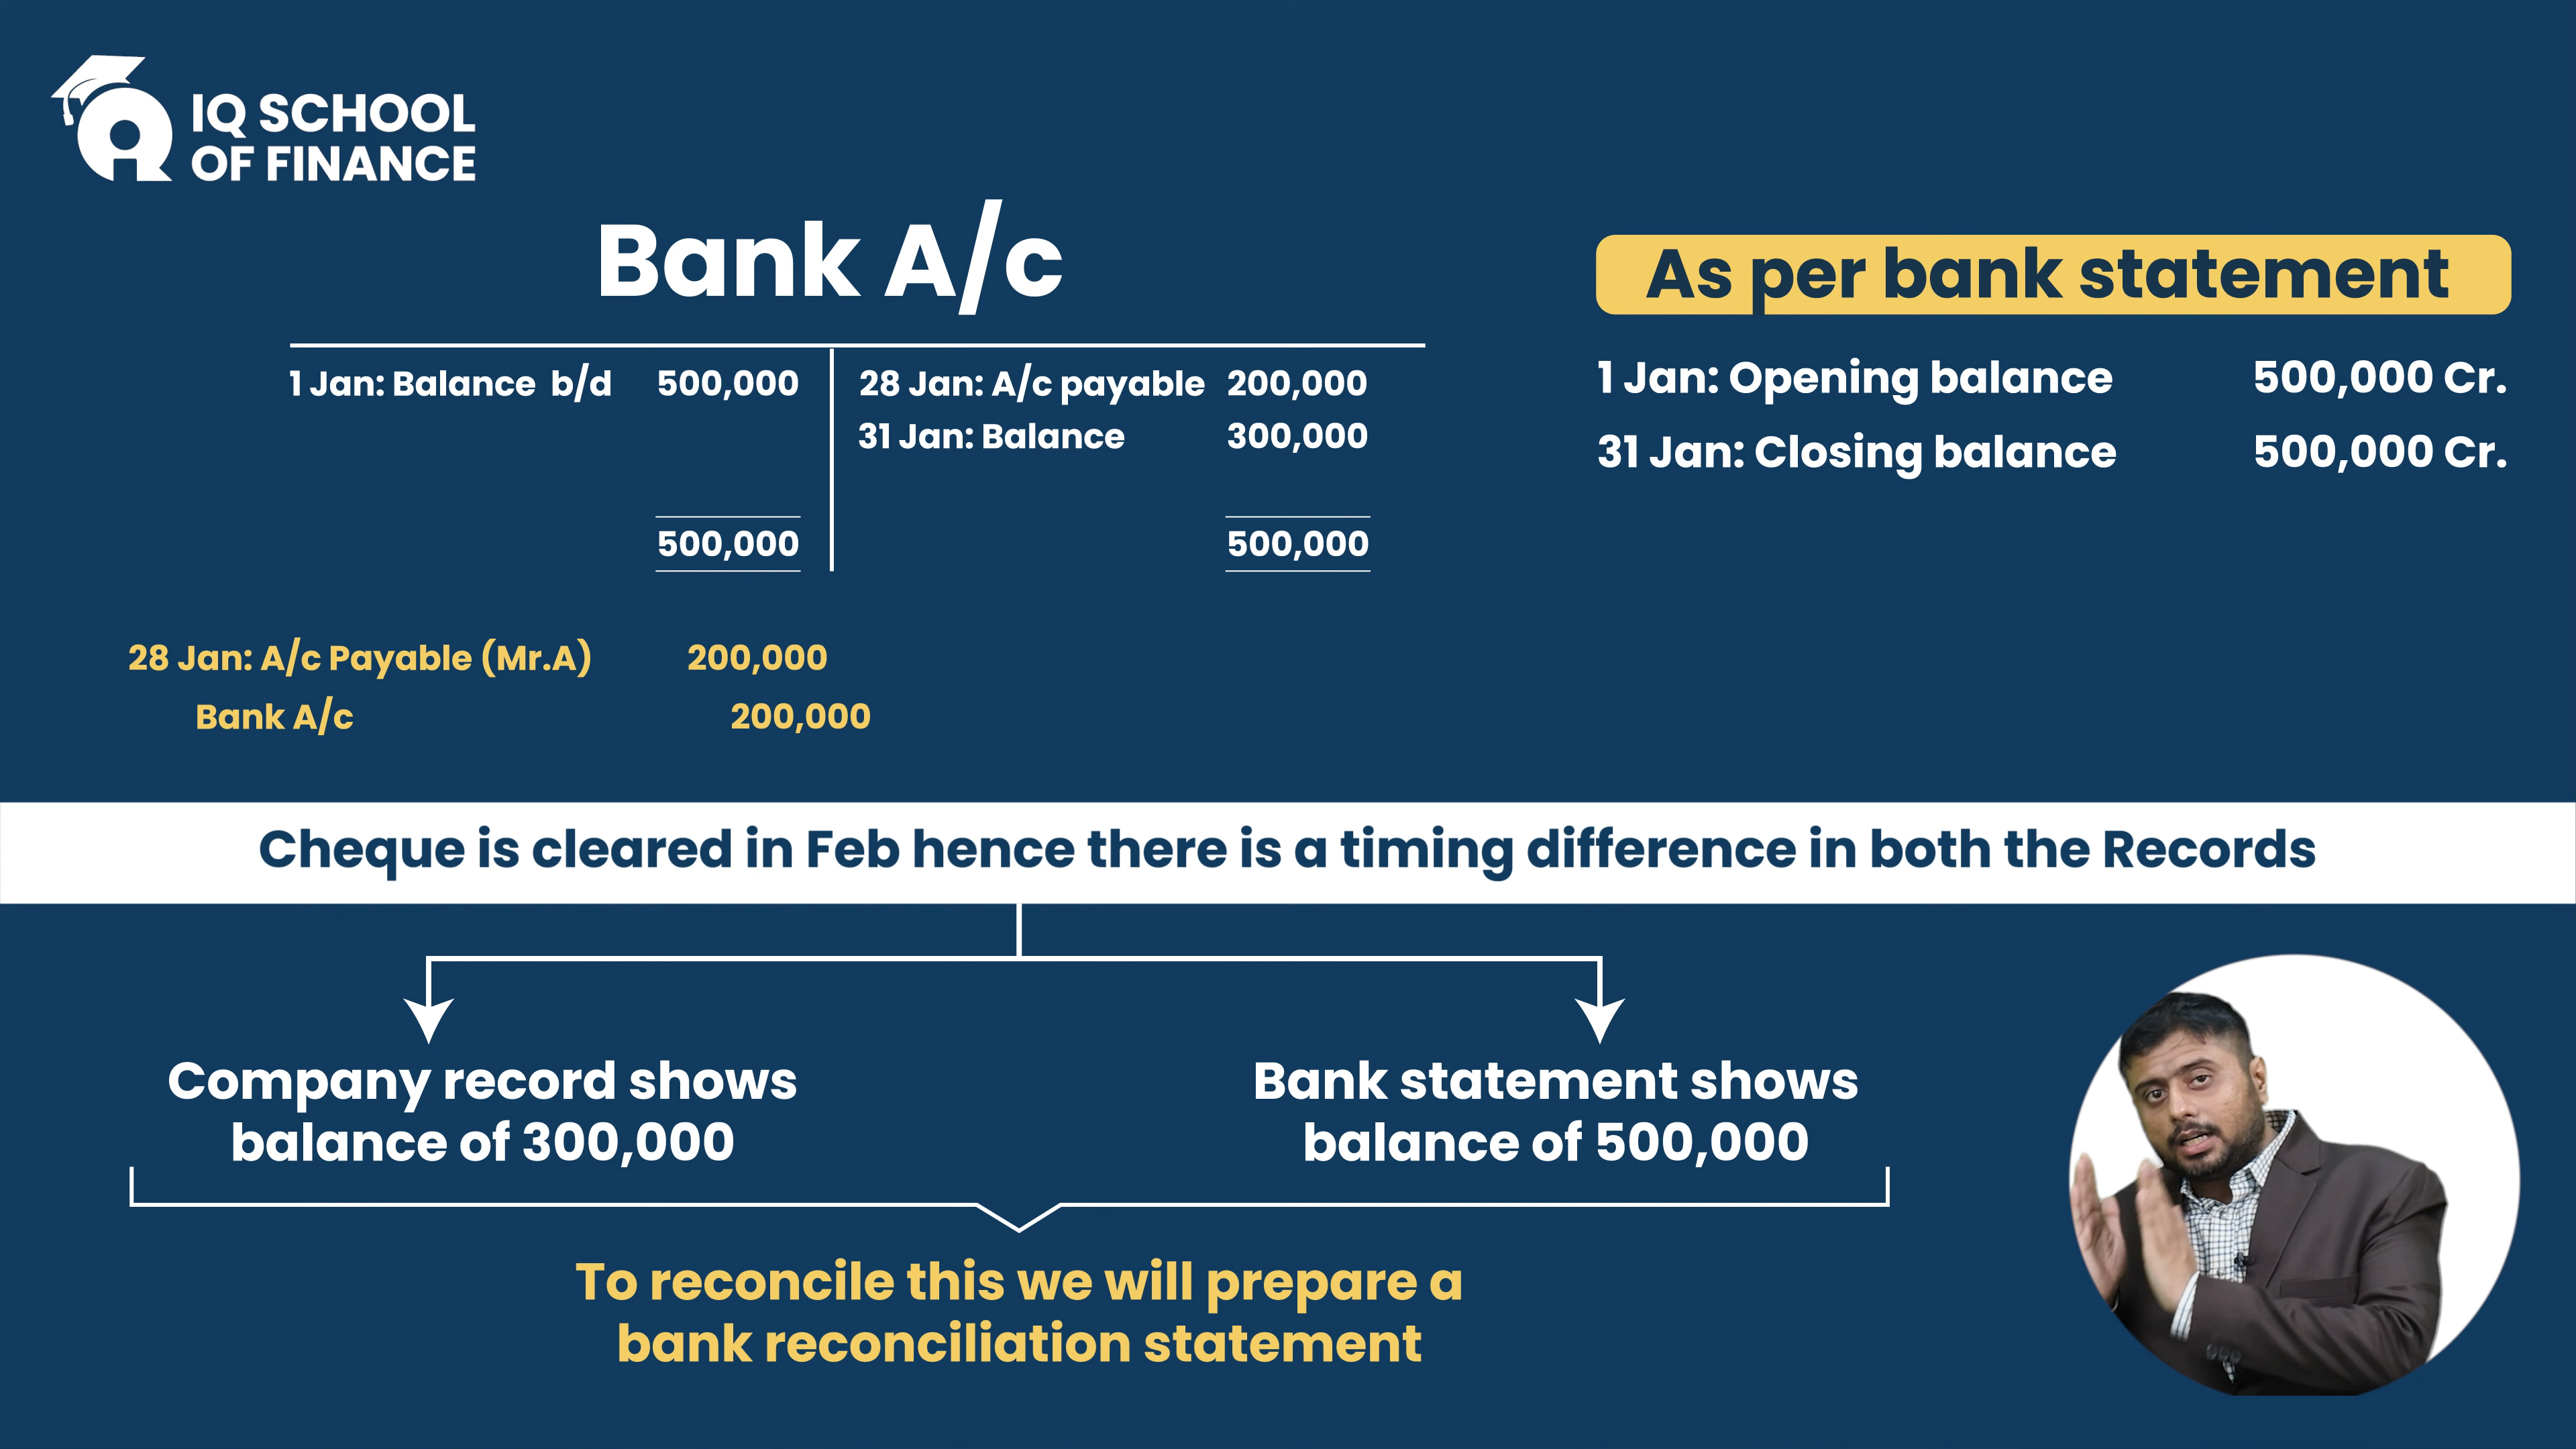 IQ SCHOOL
OF FINANCE
Bank A/c
1 Jan: Balance b/d 500,000
28 Jan: A/c payable 200,000
31 Jan: Balance 300,000
500,000 500,000
As per bank statement
1 Jan: Opening balance 500,000 Cr.
31 Jan: Closing balance 500,000 Cr.
28 Jan: A/c Payable (Mr.A) 200,000
Bank A/c 200,000
Cheque is cleared in Feb hence there is a timing difference in both the Records
Company record shows
balance of 300,000
Bank statement shows
balance of 500,000
To reconcile this we will prepare a
bank reconciliation statement